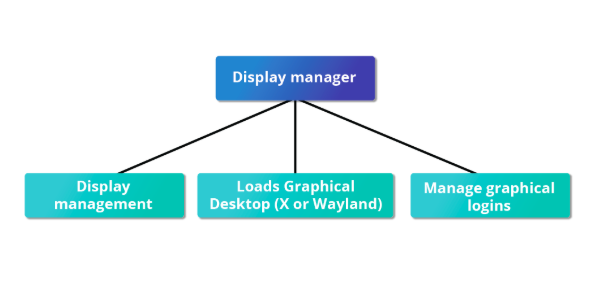 Display manager
Display
management
Loads Graphical
Desktop (X or Wayland)
Manage graphical
logins